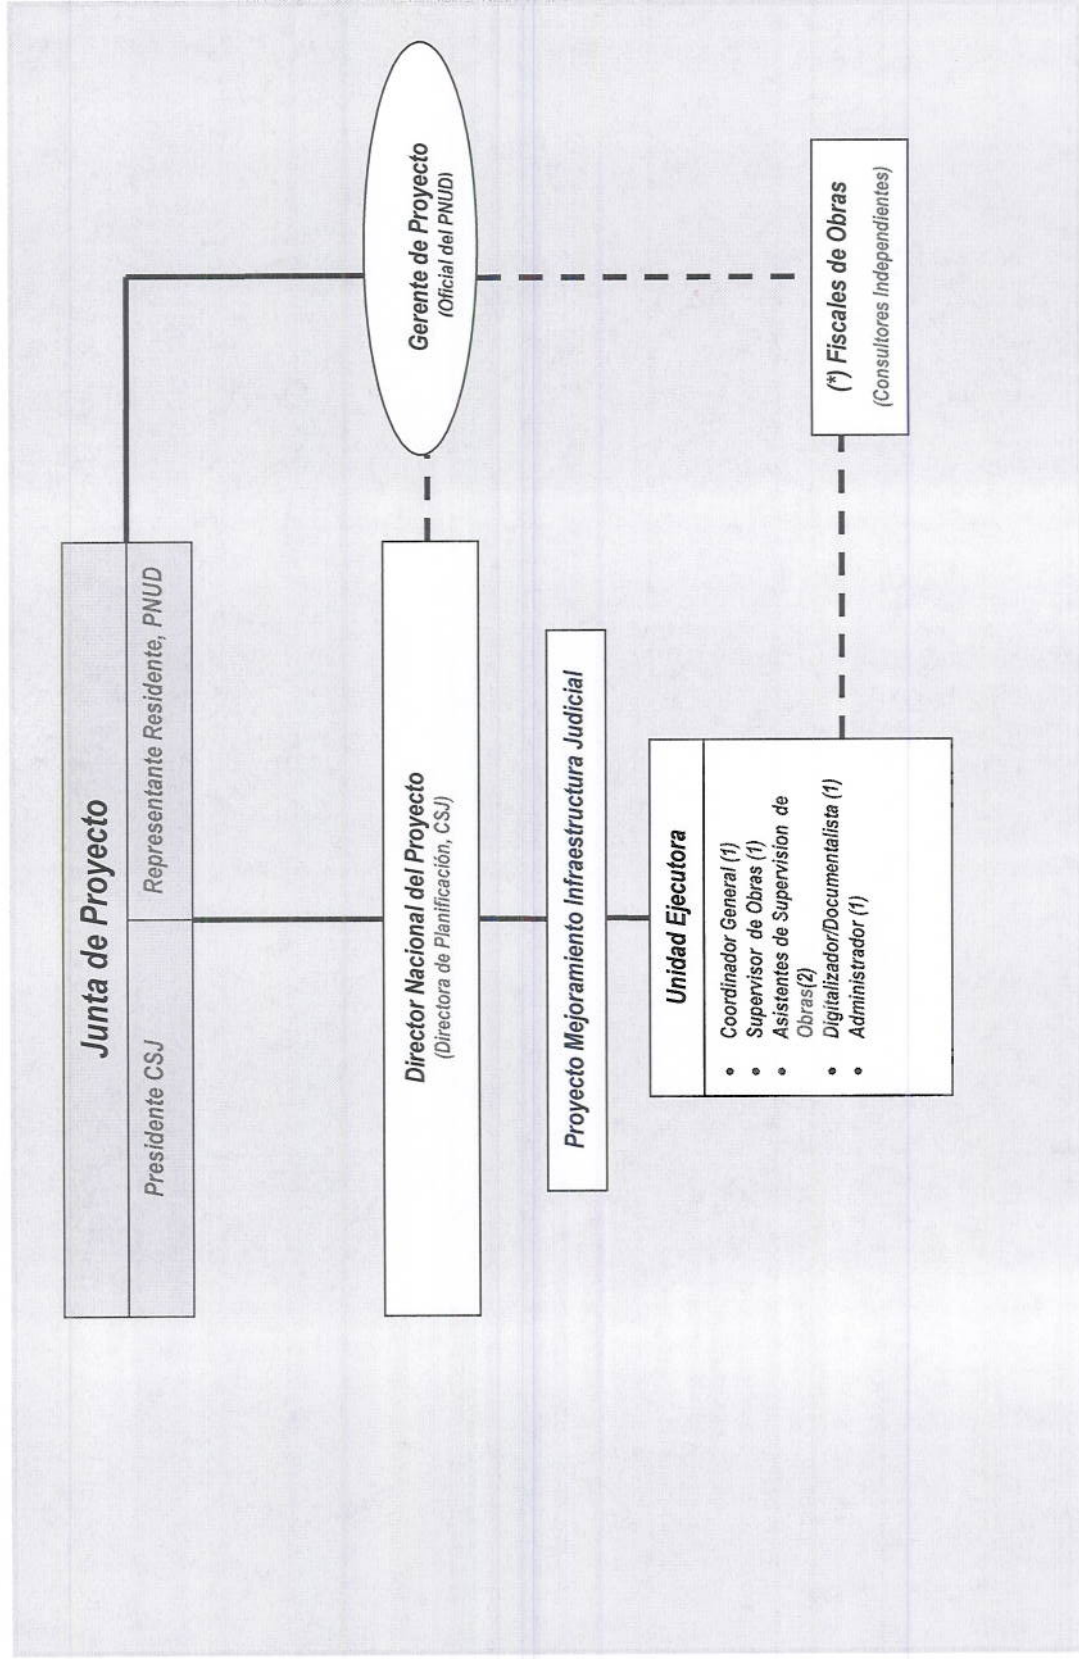 Junta de Proyecto
Presidente CSJ
Representante Residente, PNUD
Gerente de Proyecto
(Oficial del PNUD)
Director Nacional del Proyecto
(Directora de Planificación, CSJ)
Proyecto Mejoramiento Infraestructura Judicial
Unidad Ejecutora
• Coordinador General (1)
• Supervisor de Obras (1)
• Asistentes de Supervision de
Obras(2)
• Digitalizador/Documentalista (1)
• Administrador (1)
(*) Fiscales de Obras
(Consultores Independientes)